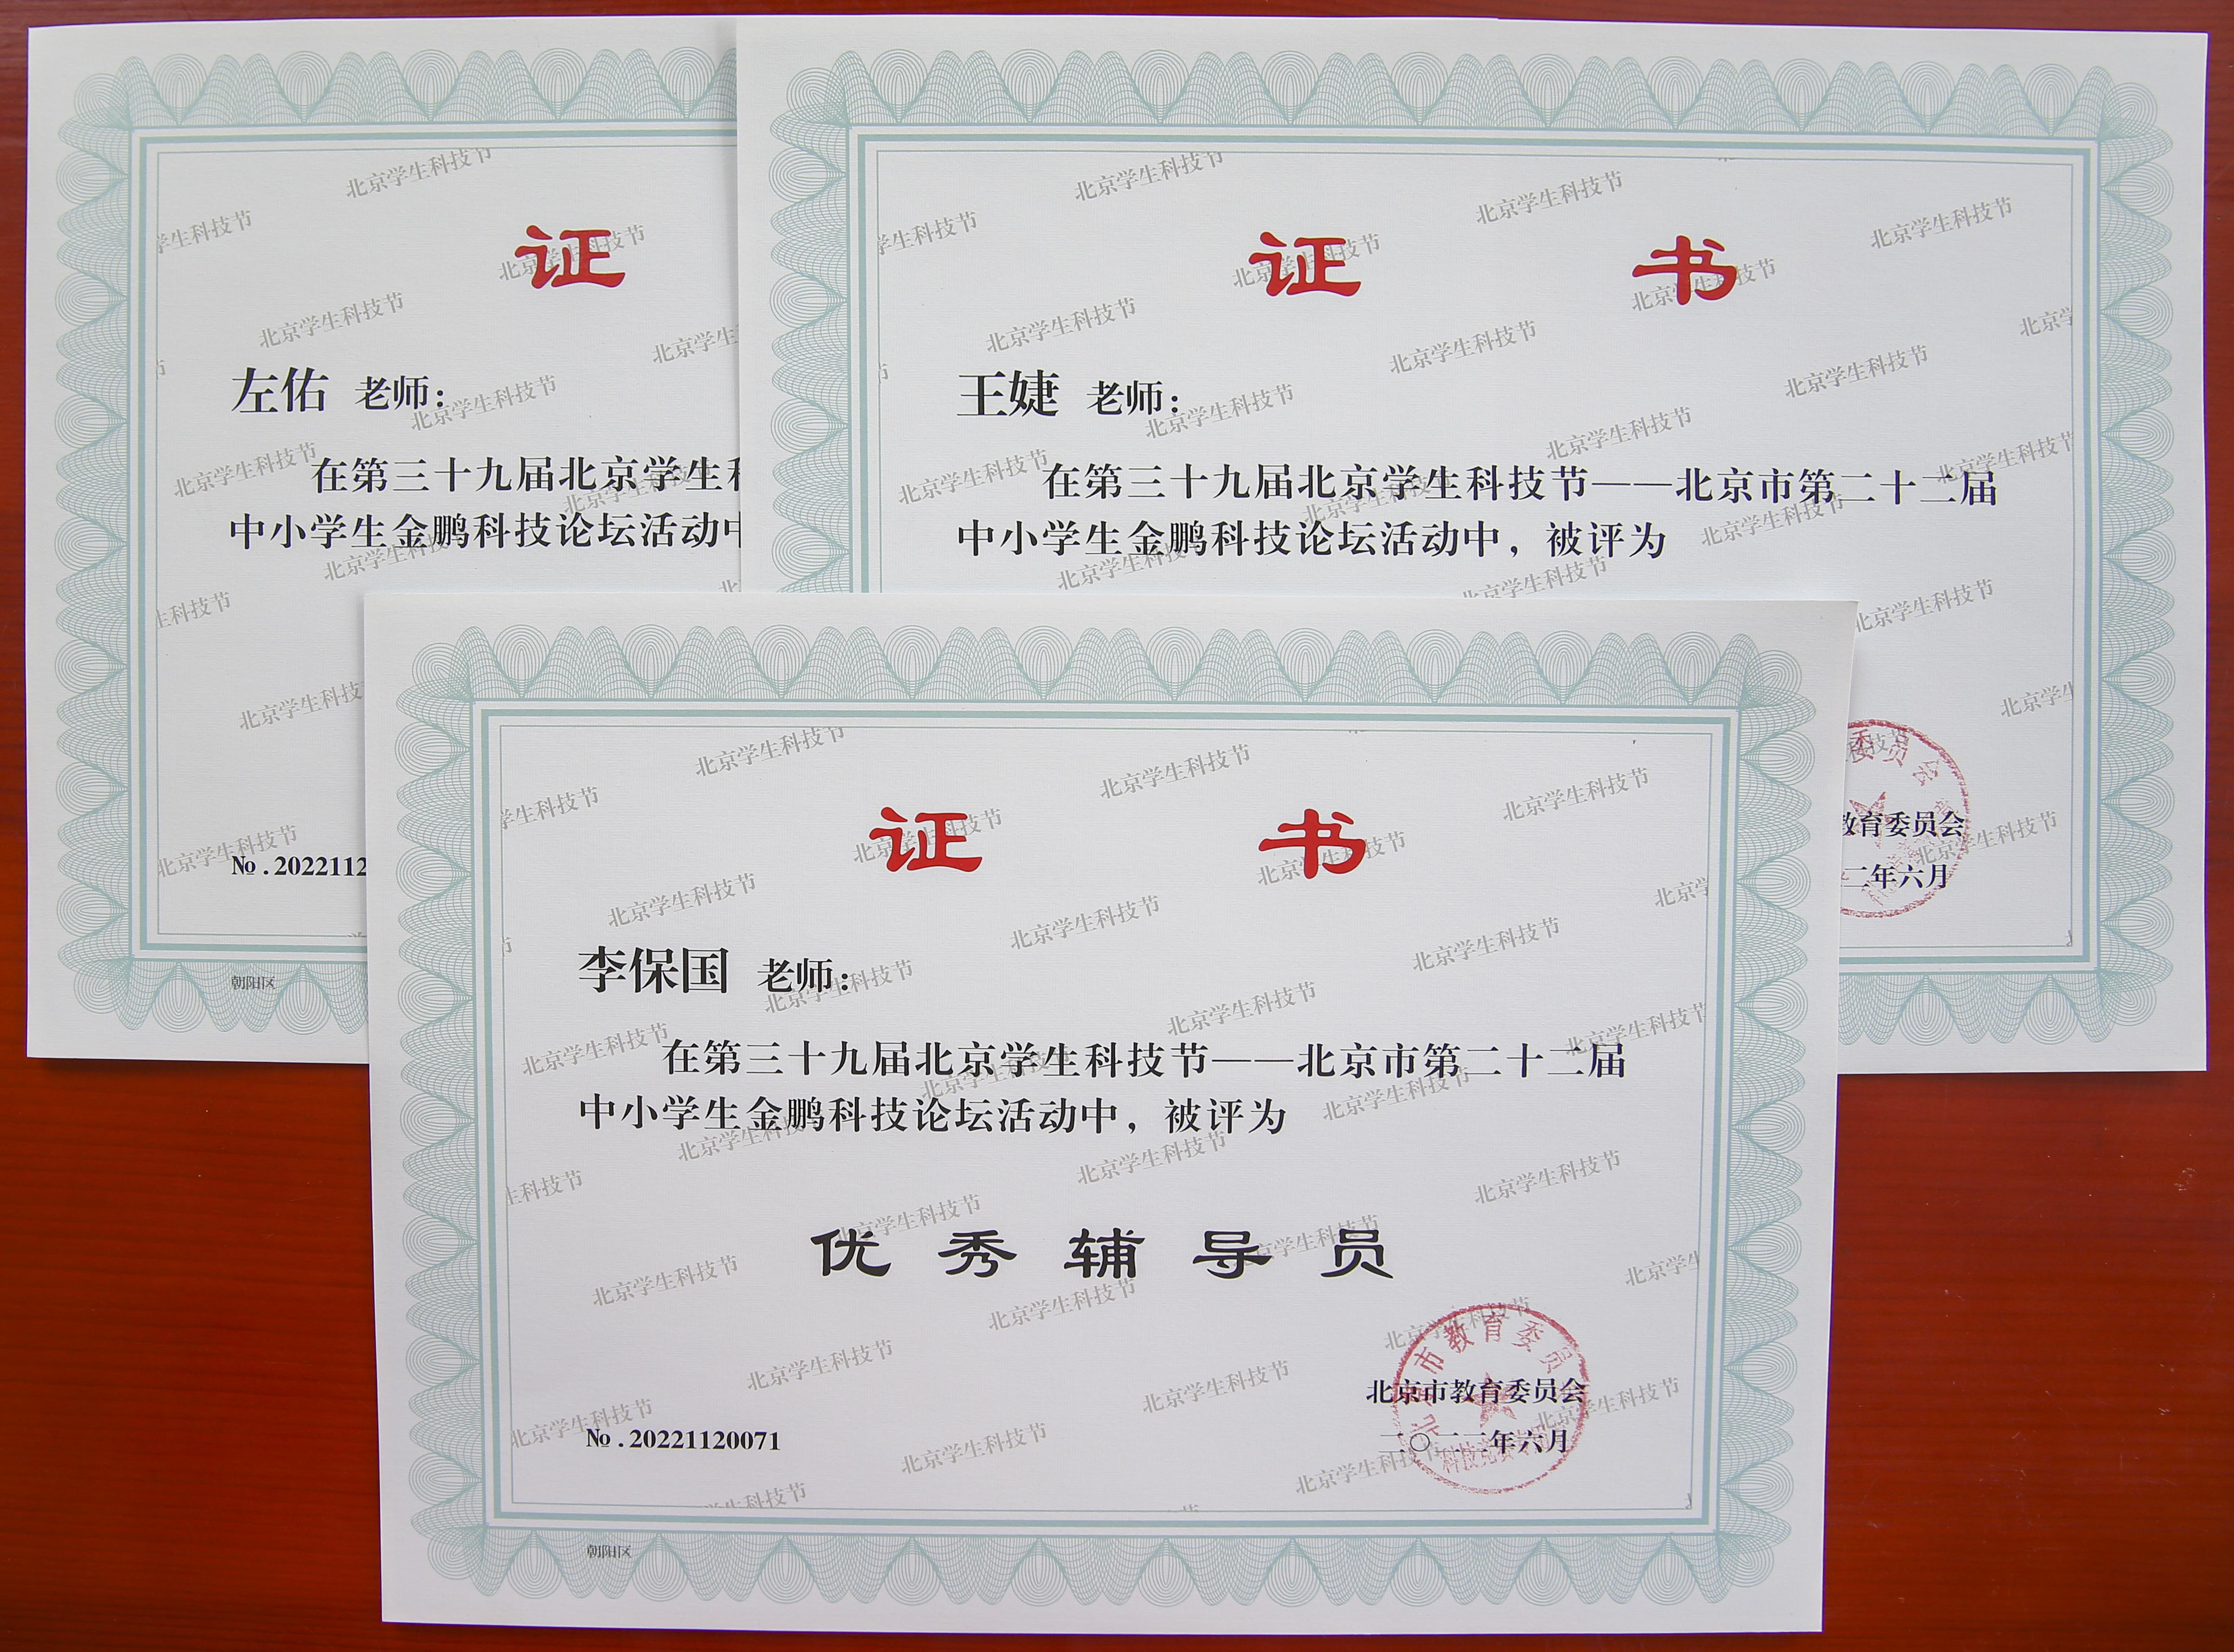 证
左佑 老师：
在第三十九届北京学生
中小学生金鹏科技论坛活动中
№ . 2022112
朝阳区
证 书
王婕 老师：
在第三十九届北京学生科技节——北京市第二十二届
中小学生金鹏科技论坛活动中，被评为
教育委员会
二年六月
证 书
李保国 老师：
在第三十九届北京学生科技节——北京市第二十二届
中小学生金鹏科技论坛活动中，被评为
优秀辅导员
北京市教育委员会
二〇二二年六月
№ . 20221120071
朝阳区
北京学生科技节